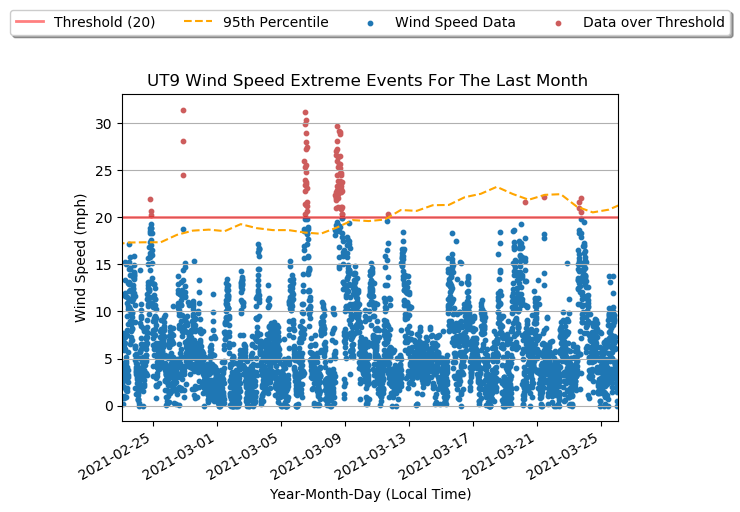 Threshold (20) 95th Percentile Wind Speed Data Data over Threshold
UT9 Wind Speed Extreme Events For The Last Month
Wind Speed (mph)
30
25
20
15
10
5
0
2021-02-25 2021-03-01 2021-03-05 2021-03-09 2021-03-13 2021-03-17 2021-03-21 2021-03-25
Year-Month-Day (Local Time)